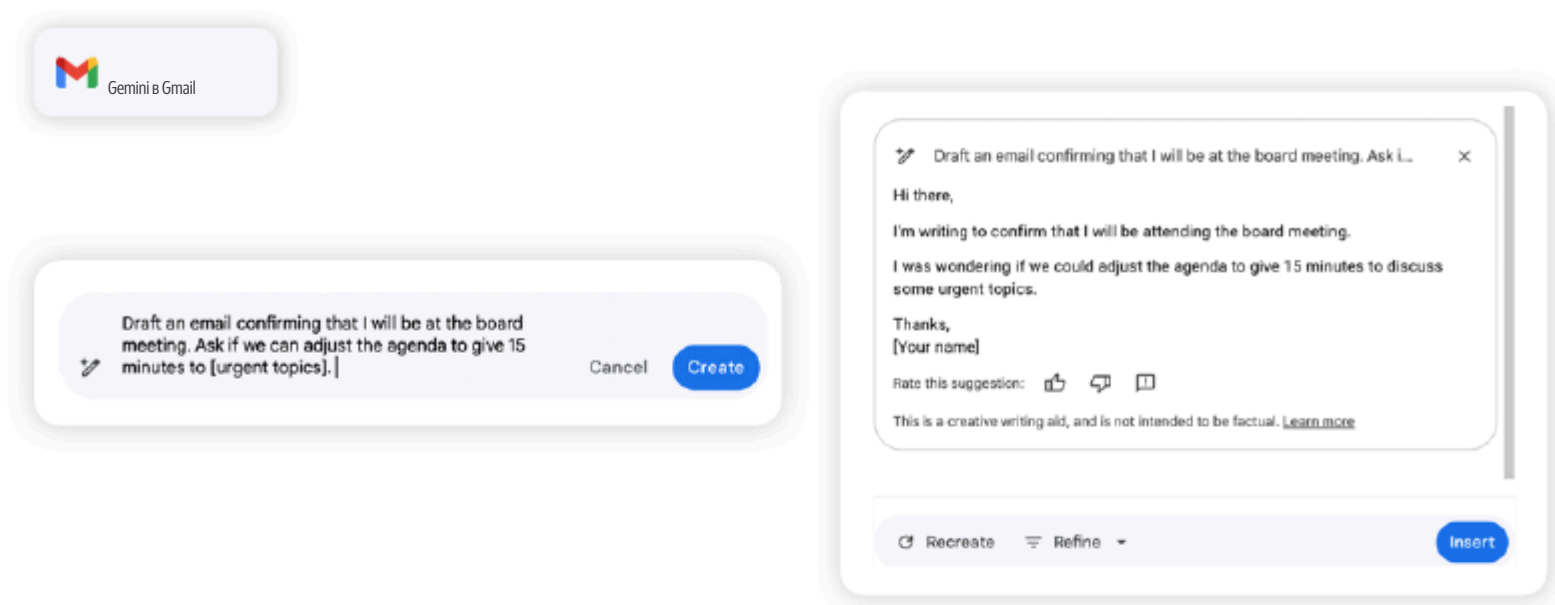 Gemini в Gmail
Draft an email confirming that I will be at the board
meeting. Ask if we can adjust the agenda to give 15
minutes to [urgent topics].
Cancel
Create
Draft an email confirming that I will be at the board meeting. Ask i...
Hi there,
I'm writing to confirm that I will be attending the board meeting.
I was wondering if we could adjust the agenda to give 15 minutes to discuss
some urgent topics.
Thanks,
[Your name]
Rate this suggestion:
This is a creative writing aid, and is not intended to be factual. Learn more
Recreate
Refine
Insert